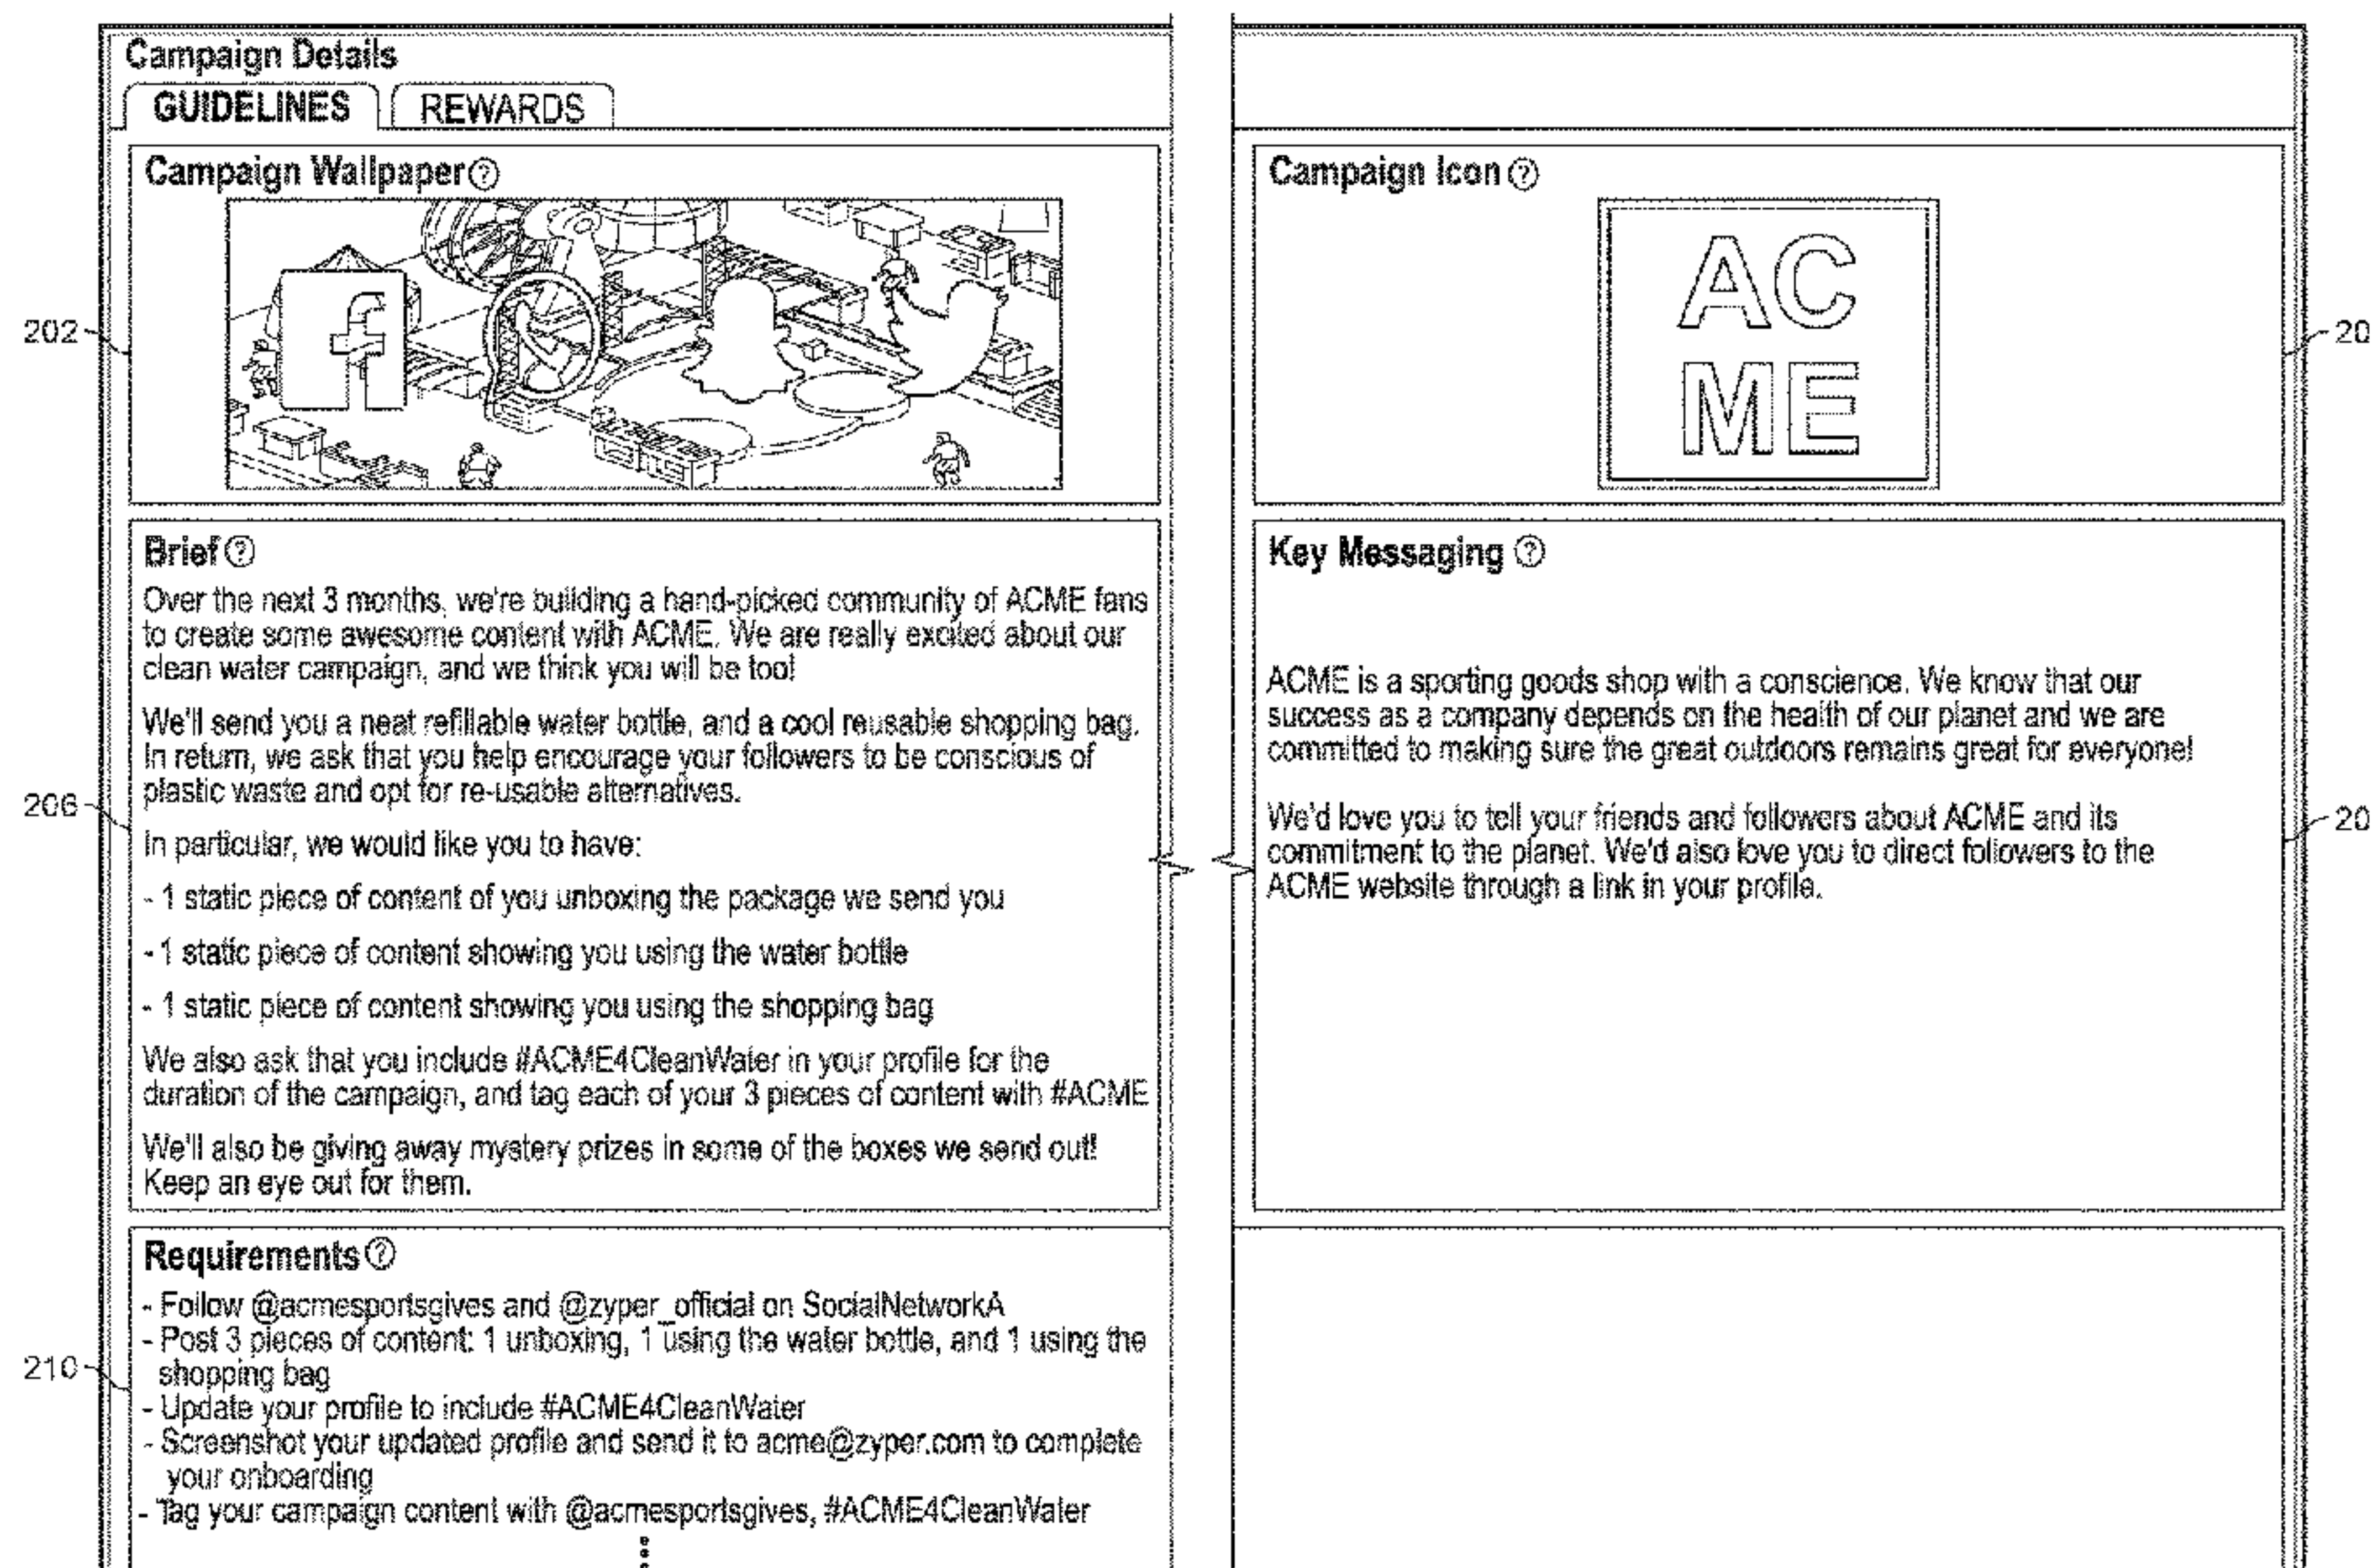 Campaign Details
GUIDELINES REWARDS
Campaign Wallpaper ?
f
202
Campaign Icon ?
AC
ME
20
Brief ?
Over the next 3 months, we're building a hand-picked community of ACME fans
to create some awesome content with ACME. We are really excited about our
clean water campaign, and we think you will be too!
We'll send you a neat refillable water bottle, and a cool reusable shopping bag.
In return, we ask that you help encourage your followers to be conscious of
plastic waste and opt for re-usable alternatives.
206
In particular, we would like you to have:
- 1 static piece of content of you unboxing the package we send you
- 1 static piece of content showing you using the water bottle
- 1 static piece of content showing you using the shopping bag
We also ask that you include #ACME4CleanWater in your profile for the
duration of the campaign, and tag each of your 3 pieces of content with #ACME
We'll also be giving away mystery prizes in some of the boxes we send out!
Keep an eye out for them.
Key Messaging ?
ACME is a sporting goods shop with a conscience. We know that our
success as a company depends on the health of our planet and we are
committed to making sure the great outdoors remains great for everyone!
We'd love you to tell your friends and followers about ACME and its
commitment to the planet. We'd also love you to direct followers to the
ACME website through a link in your profile.
20
Requirements ?
- Follow @acmesportsgives and @zyper_official on SocialNetworkA
- Post 3 pieces of content: 1 unboxing, 1 using the water bottle, and 1 using the
shopping bag
210
- Update your profile to include #ACME4CleanWater
- Screenshot your updated profile and send it to acme@zyper.com to complete
your onboarding
- Tag your campaign content with @acmesportsgives, #ACME4CleanWater